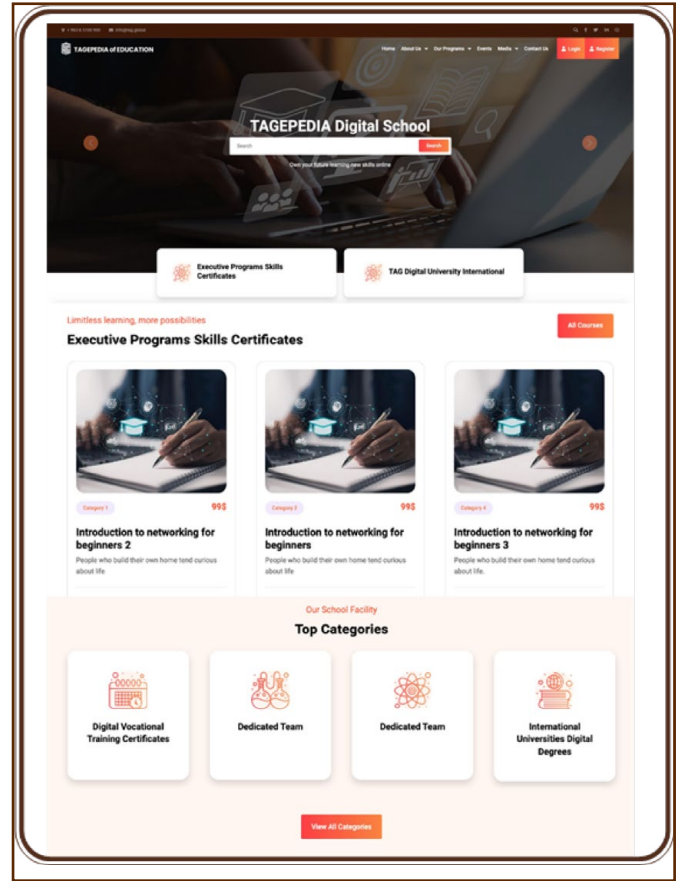 info@tag.global
TAGEPEDIA of EDUCATION
Home About Us Our Programs Events Media Contact Us Login Register
TAGEPEDIA Digital School
Search Search
Own your future learning new skills online
Executive Programs Skills
Certificates
TAG Digital University International
Limitless learning, more possibilities
Executive Programs Skills Certificates
All Courses
Category 1 99$
Introduction to networking for
beginners 2
People who build their own home tend curious
about life
Category 3 99$
Introduction to networking for
beginners
People who build their own home tend curious
about life
Category 4 99$
Introduction to networking for
beginners 3
People who build their own home tend curious
about life.
Our School Facility
Top Categories
Digital Vocational
Training Certificates
Dedicated Team
Dedicated Team
International
Universities Digital
Degrees
View All Categories